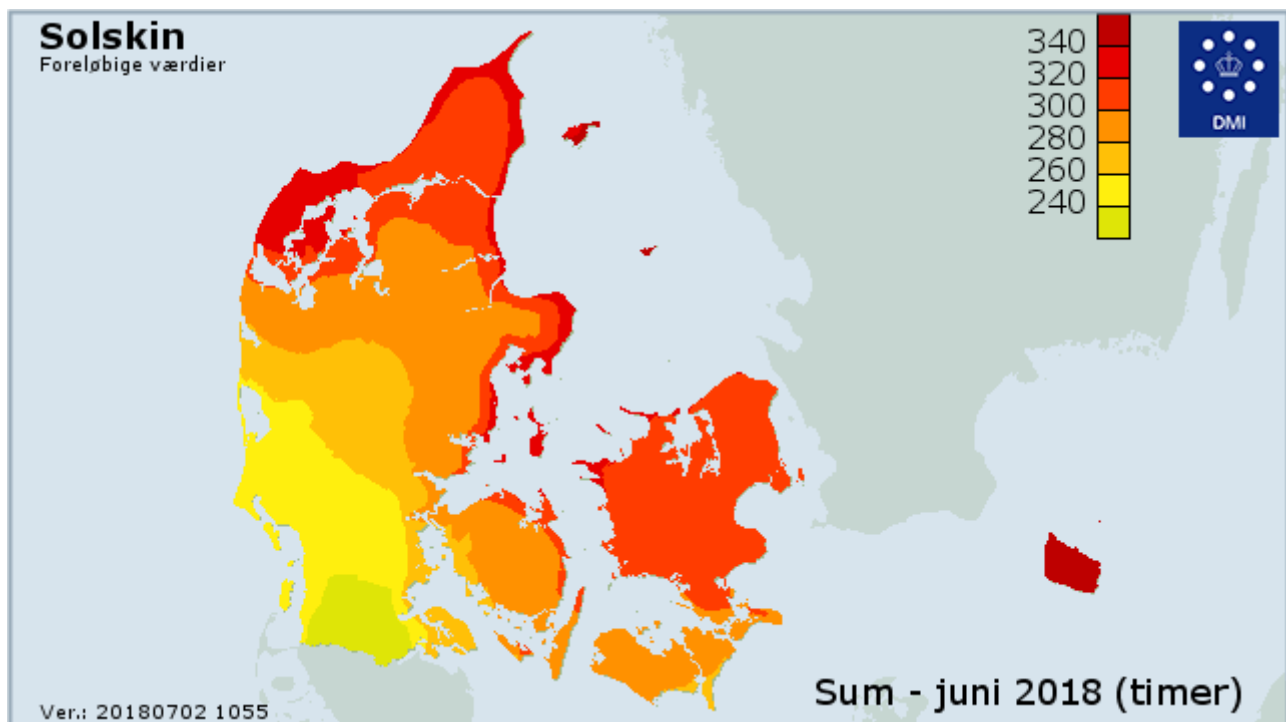 Solskin
Foreløbige værdier
340
320
300
280
260
240
DMI
Sum - juni 2018 (timer)
Ver.: 20180702 1055